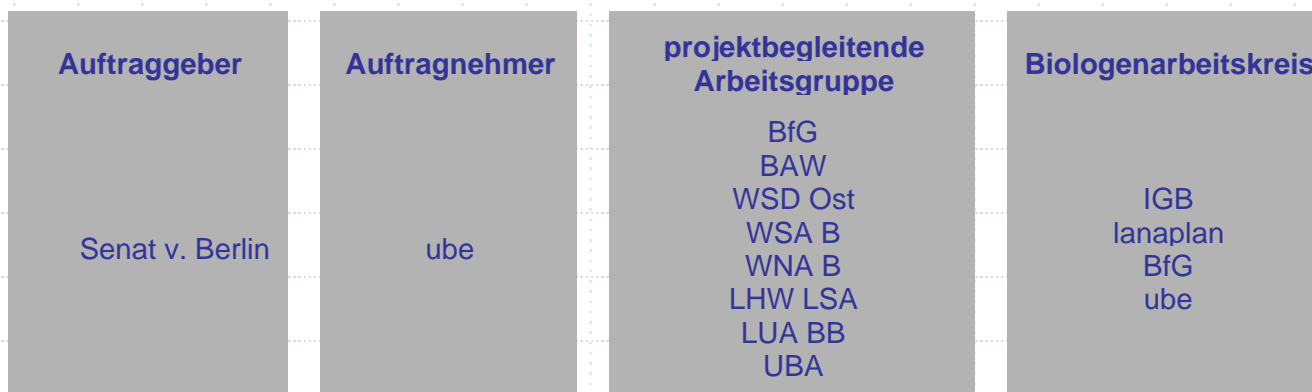 Auftraggeber
Senat v. Berlin
Auftragnehmer
ube
projektbegleitende
Arbeitsgruppe
BfG
BAW
WSD Ost
WSA B
WNA B
LHW LSA
LUA BB
UBA
Biologenarbeitskreis
IGB
lanaplan
BfG
ube